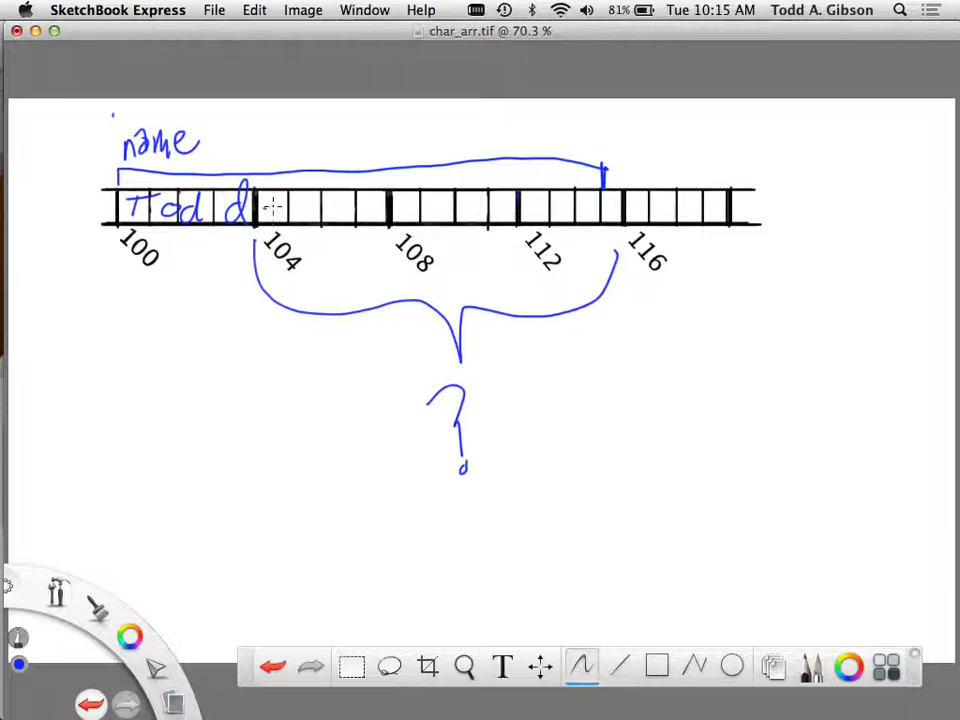 SketchBook Express File Edit Image Window Help 81% Tue 10:15 AM Todd A. Gibson
char_arr.tif @ 70.3 %
name
Todd
100 104 108 112 116
?
T